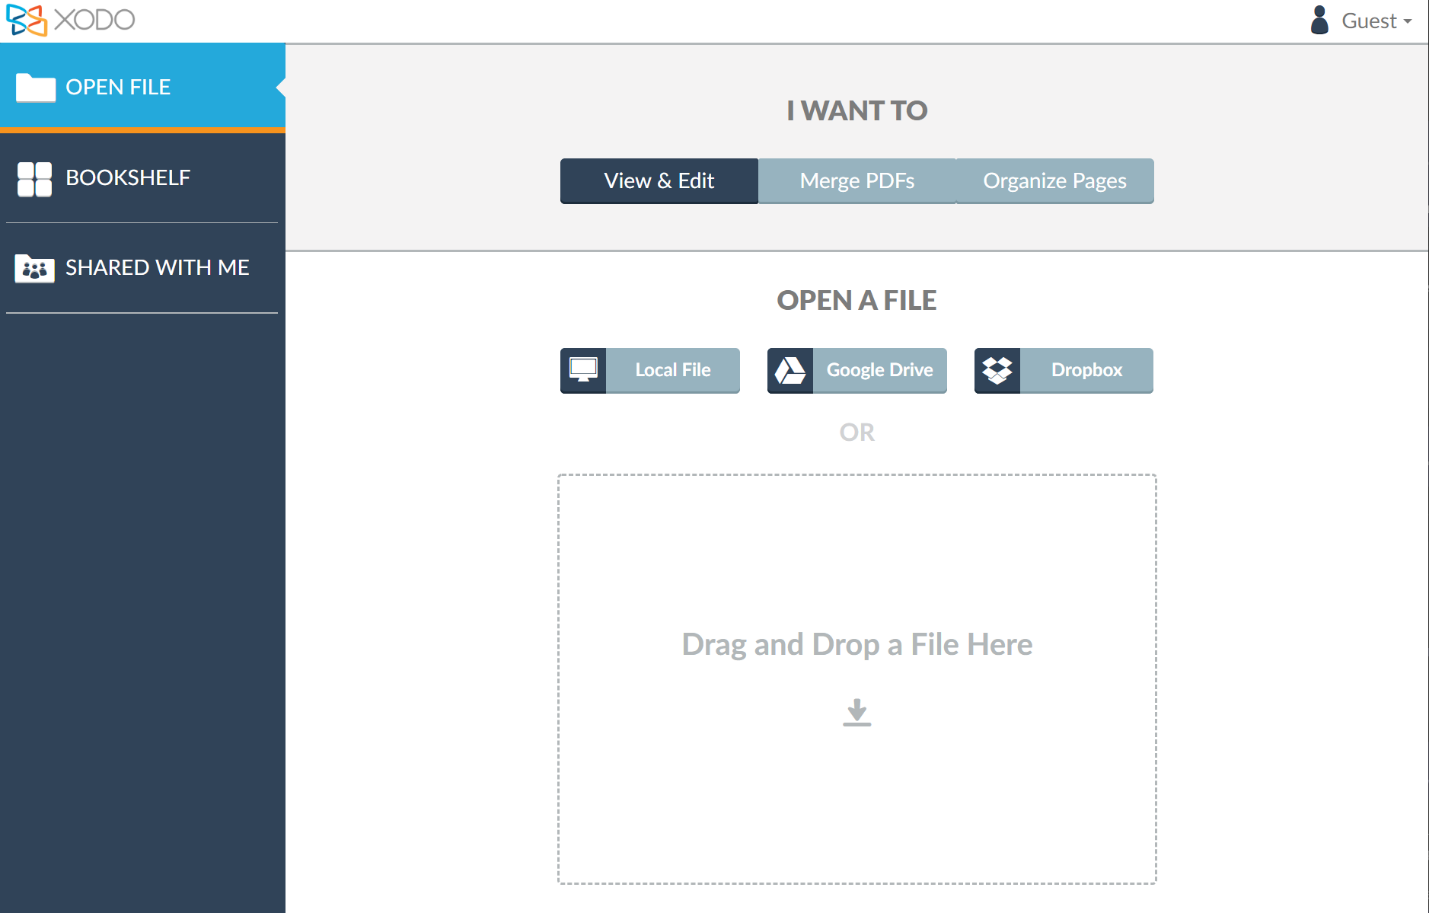 XODO
Guest
OPEN FILE
BOOKSHELF
SHARED WITH ME
I WANT TO
View & Edit
Merge PDFs
Organize Pages
OPEN A FILE
Local File
Google Drive
Dropbox
OR
Drag and Drop a File Here